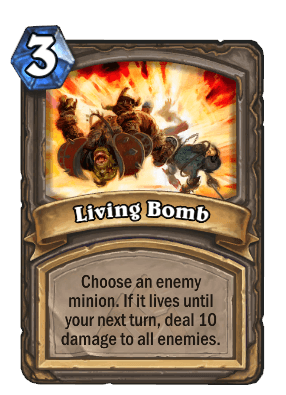 3
Living Bomb
Choose an enemy
minion. If it lives until
your next turn, deal 10
damage to all enemies.